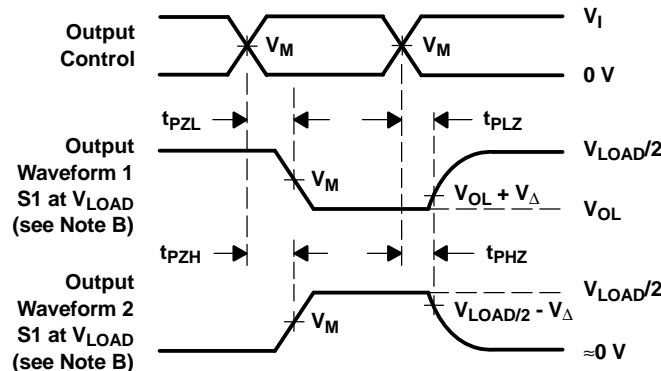 Output
Control
V_M
V_M
V_I
0 V
t_PZL
t_PLZ
Output
Waveform 1
S1 at V_LOAD
(see Note B)
V_M
V_OL + V_Δ
V_LOAD/2
V_OL
t_PZH
t_PHZ
Output
Waveform 2
S1 at V_LOAD
(see Note B)
V_M
V_LOAD/2 - V_Δ
V_LOAD/2
≈0 V